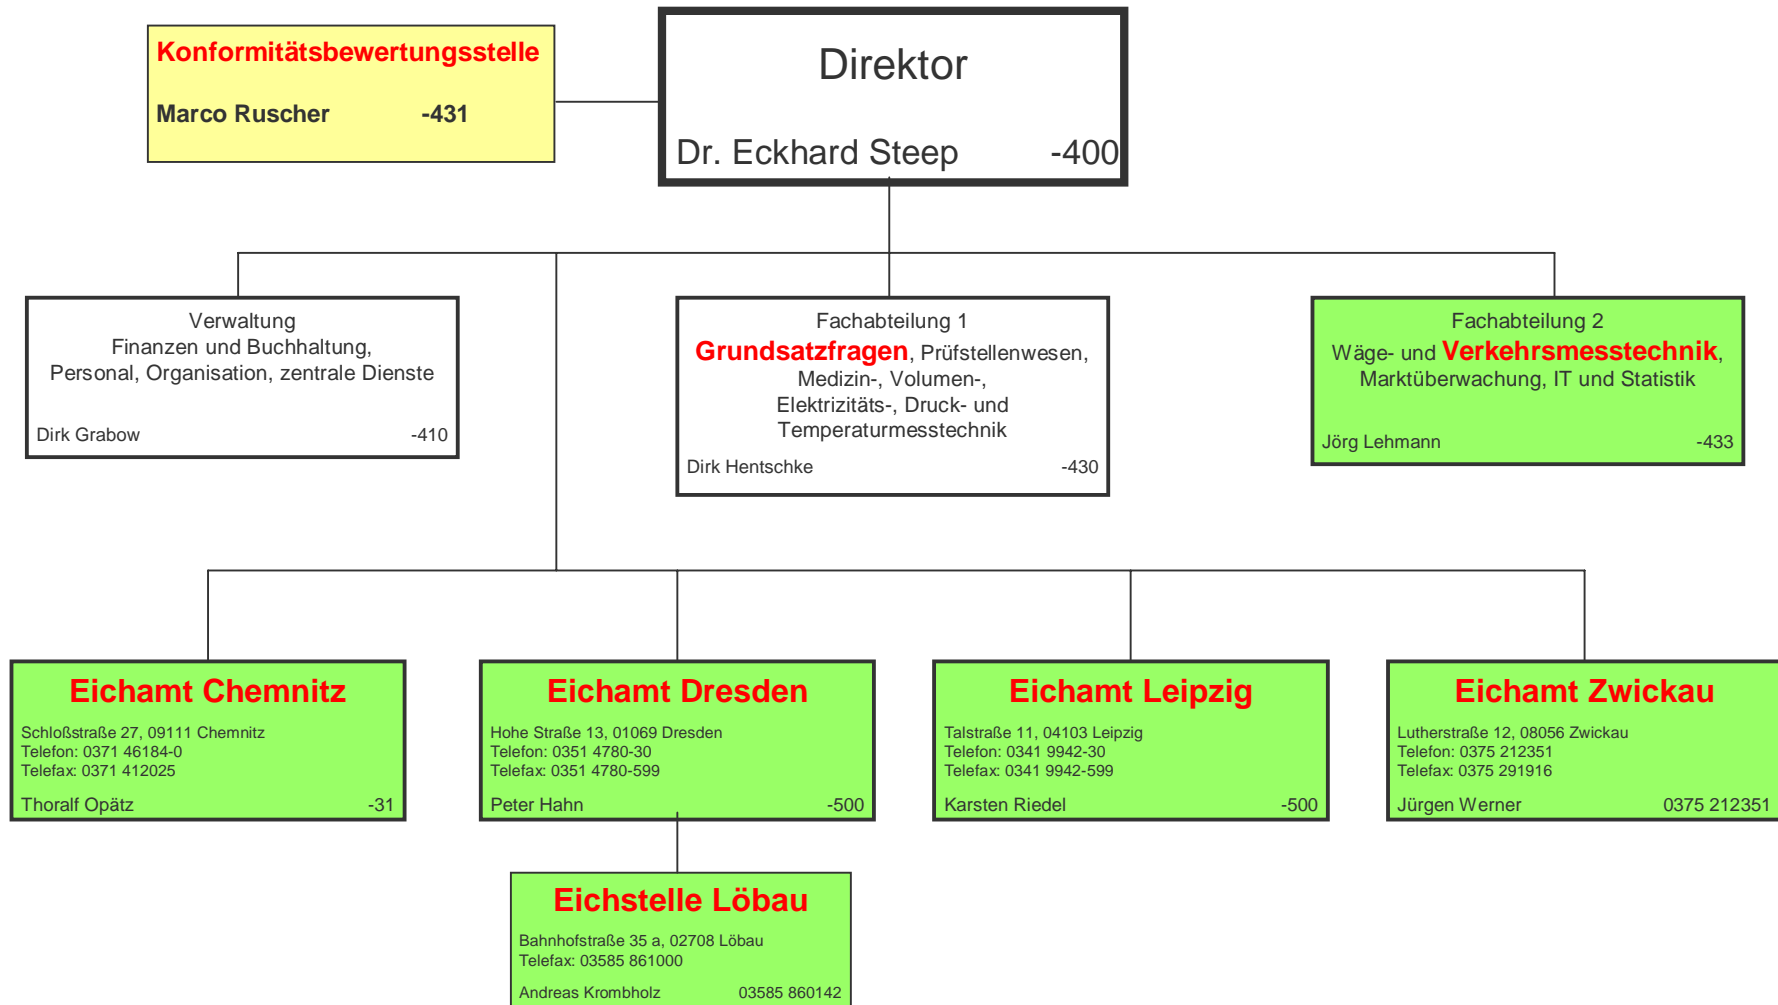 Konformitätsbewertungsstelle
Marco Ruscher -431
Direktor
Dr. Eckhard Steep -400
Verwaltung
Finanzen und Buchhaltung,
Personal, Organisation, zentrale Dienste
Dirk Grabow -410
Fachabteilung 1
Grundsatzfragen, Prüfstellenwesen,
Medizin-, Volumen-,
Elektrizitäts-, Druck- und
Temperaturmesstechnik
Dirk Hentschke -430
Fachabteilung 2
Wäge- und Verkehrsmesstechnik,
Marktüberwachung, IT und Statistik
Jörg Lehmann -433
Eichamt Chemnitz
Schloßstraße 27, 09111 Chemnitz
Telefon: 0371 46184-0
Telefax: 0371 412025
Thoralf Opätz -31
Eichamt Dresden
Hohe Straße 13, 01069 Dresden
Telefon: 0351 4780-30
Telefax: 0351 4780-599
Peter Hahn -500
Eichamt Leipzig
Talstraße 11, 04103 Leipzig
Telefon: 0341 9942-30
Telefax: 0341 9942-599
Karsten Riedel -500
Eichamt Zwickau
Lutherstraße 12, 08056 Zwickau
Telefon: 0375 212351
Telefax: 0375 291916
Jürgen Werner 0375 212351
Eichstelle Löbau
Bahnhofstraße 35 a, 02708 Löbau
Telefax: 03585 861000
Andreas Krombholz 03585 860142